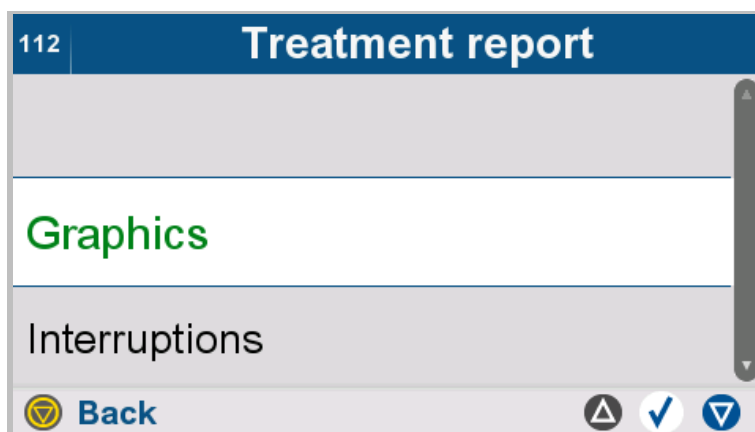 112
Treatment report
Graphics
Interruptions
Back